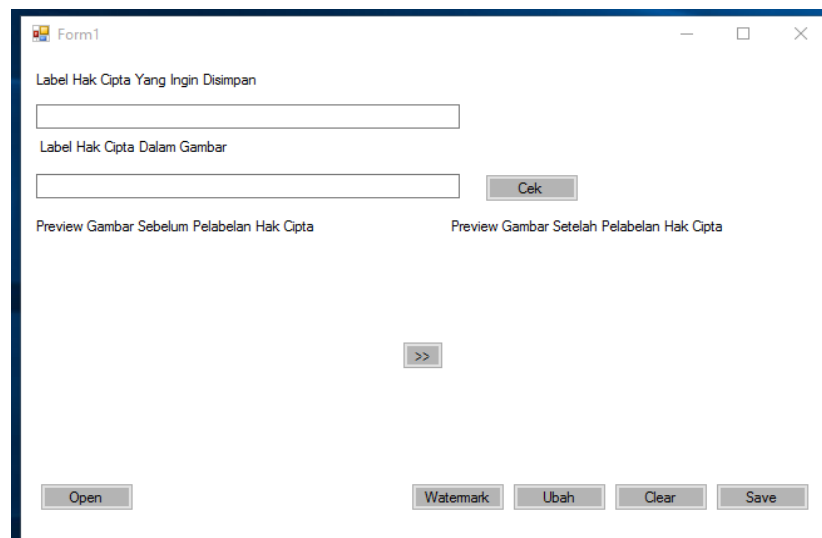 Form1
Label Hak Cipta Yang Ingin Disimpan
Label Hak Cipta Dalam Gambar
Cek
Preview Gambar Sebelum Pelabelan Hak Cipta
Preview Gambar Setelah Pelabelan Hak Cipta
>>
Open
Watermark
Ubah
Clear
Save